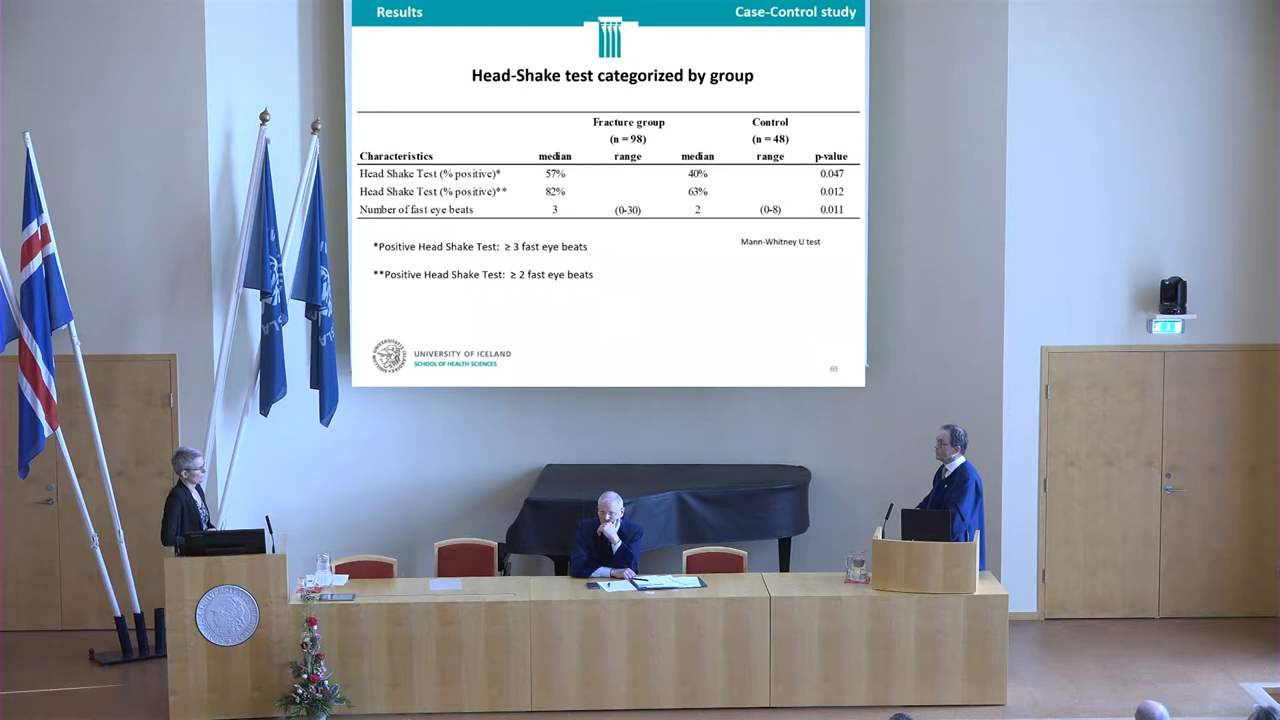 Results
Case-Control study
Head-Shake test categorized by group
Fracture group Control
(n = 98) (n = 48)
Characteristics median range median range p-value
Head Shake Test (% positive)* 57% 40% 0.047
Head Shake Test (% positive)** 82% 63% 0.012
Number of fast eye beats 3 (0-30) 2 (0-8) 0.011
*Positive Head Shake Test: ≥ 3 fast eye beats
Mann-Whitney U test
**Positive Head Shake Test: ≥ 2 fast eye beats
UNIVERSITY OF ICELAND
SCHOOL OF HEALTH SCIENCES
69